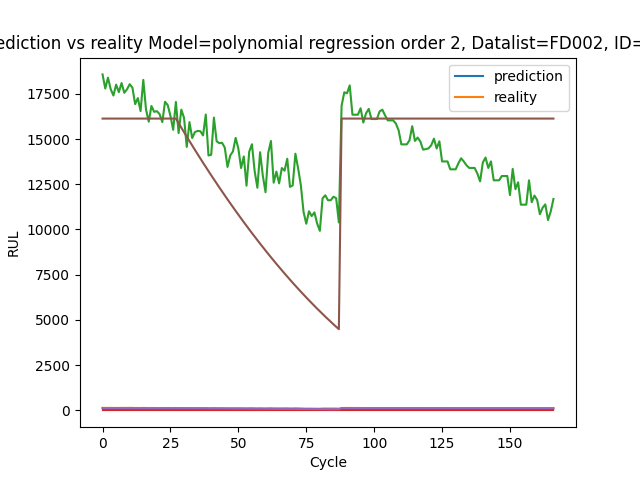 ediction vs reality Model=polynomial regression order 2, Datalist=FD002, ID=
prediction
reality
RUL
17500
15000
12500
10000
7500
5000
2500
0
0 25 50 75 100 125 150
Cycle